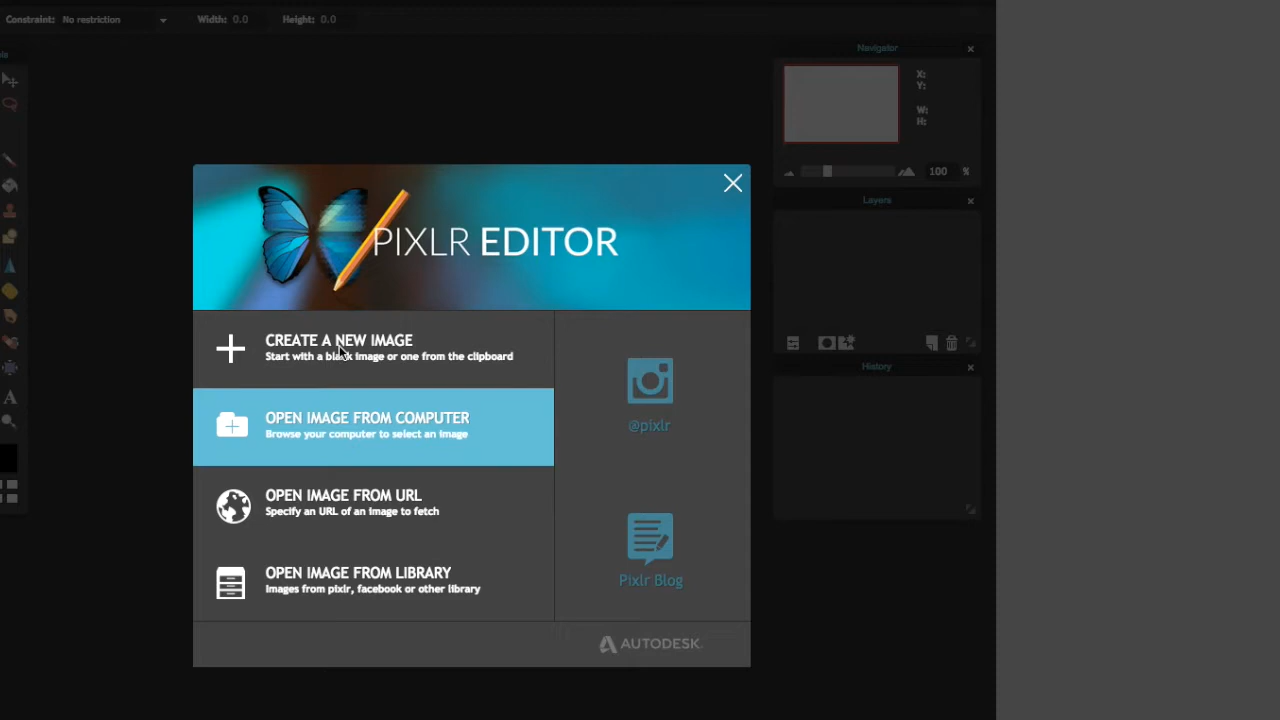 Constraint: No restriction Width: 0.0 Height: 0.0
Navigator
X:
Y:
W:
H:
100 %
Layers
History
PIXLR EDITOR
CREATE A NEW IMAGE
Start with a blank image or one from the clipboard
OPEN IMAGE FROM COMPUTER
Browse your computer to select an image
OPEN IMAGE FROM URL
Specify an URL of an image to fetch
OPEN IMAGE FROM LIBRARY
Images from pixlr, facebook or other library
@pixlr
Pixlr Blog
AUTODESK.